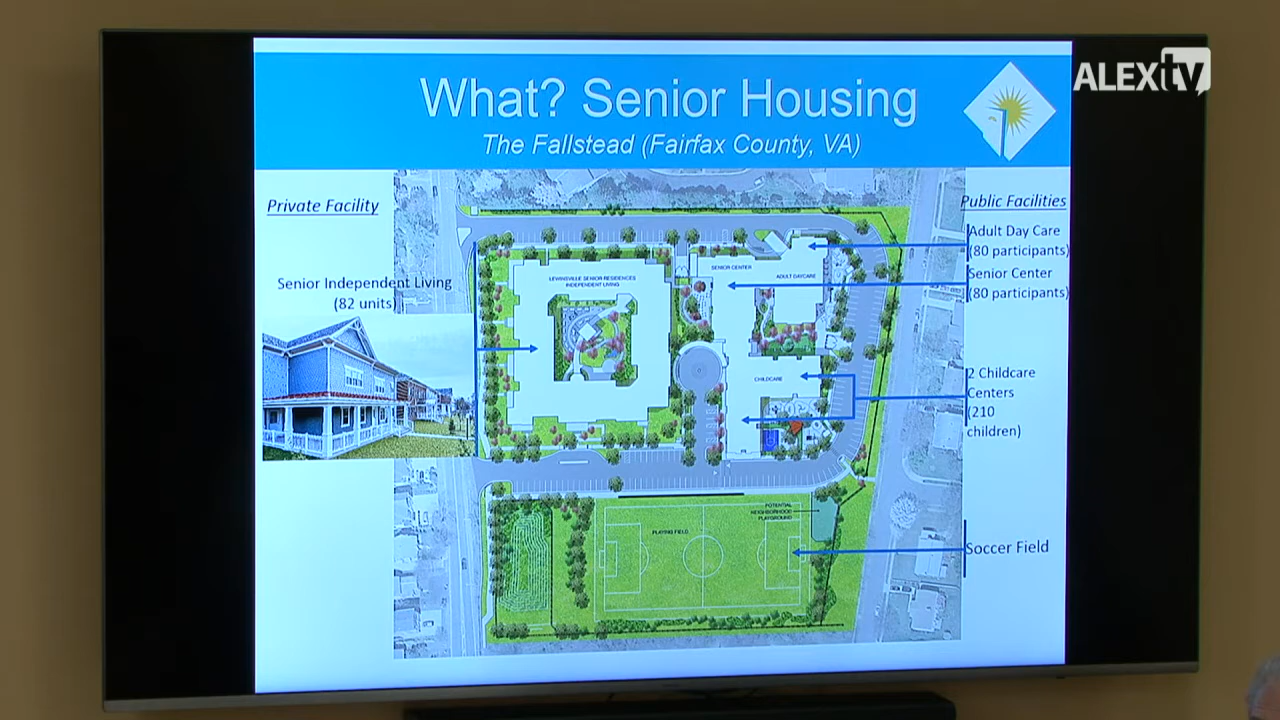 ALEXtv
What? Senior Housing
The Fallstead (Fairfax County, VA)
Private Facility
Senior Independent Living
(82 units)
Public Facilities
Adult Day Care
(80 participants)
Senior Center
(80 participants)
2 Childcare
Centers
(210
children)
Soccer Field
LEWINSVILLE SENIOR RESIDENCES
INDEPENDENT LIVING
SENIOR CENTER
ADULT DAYCARE
CHILDCARE
POTENTIAL
NEIGHBORHOOD
PLAYGROUND
PLAYING FIELD